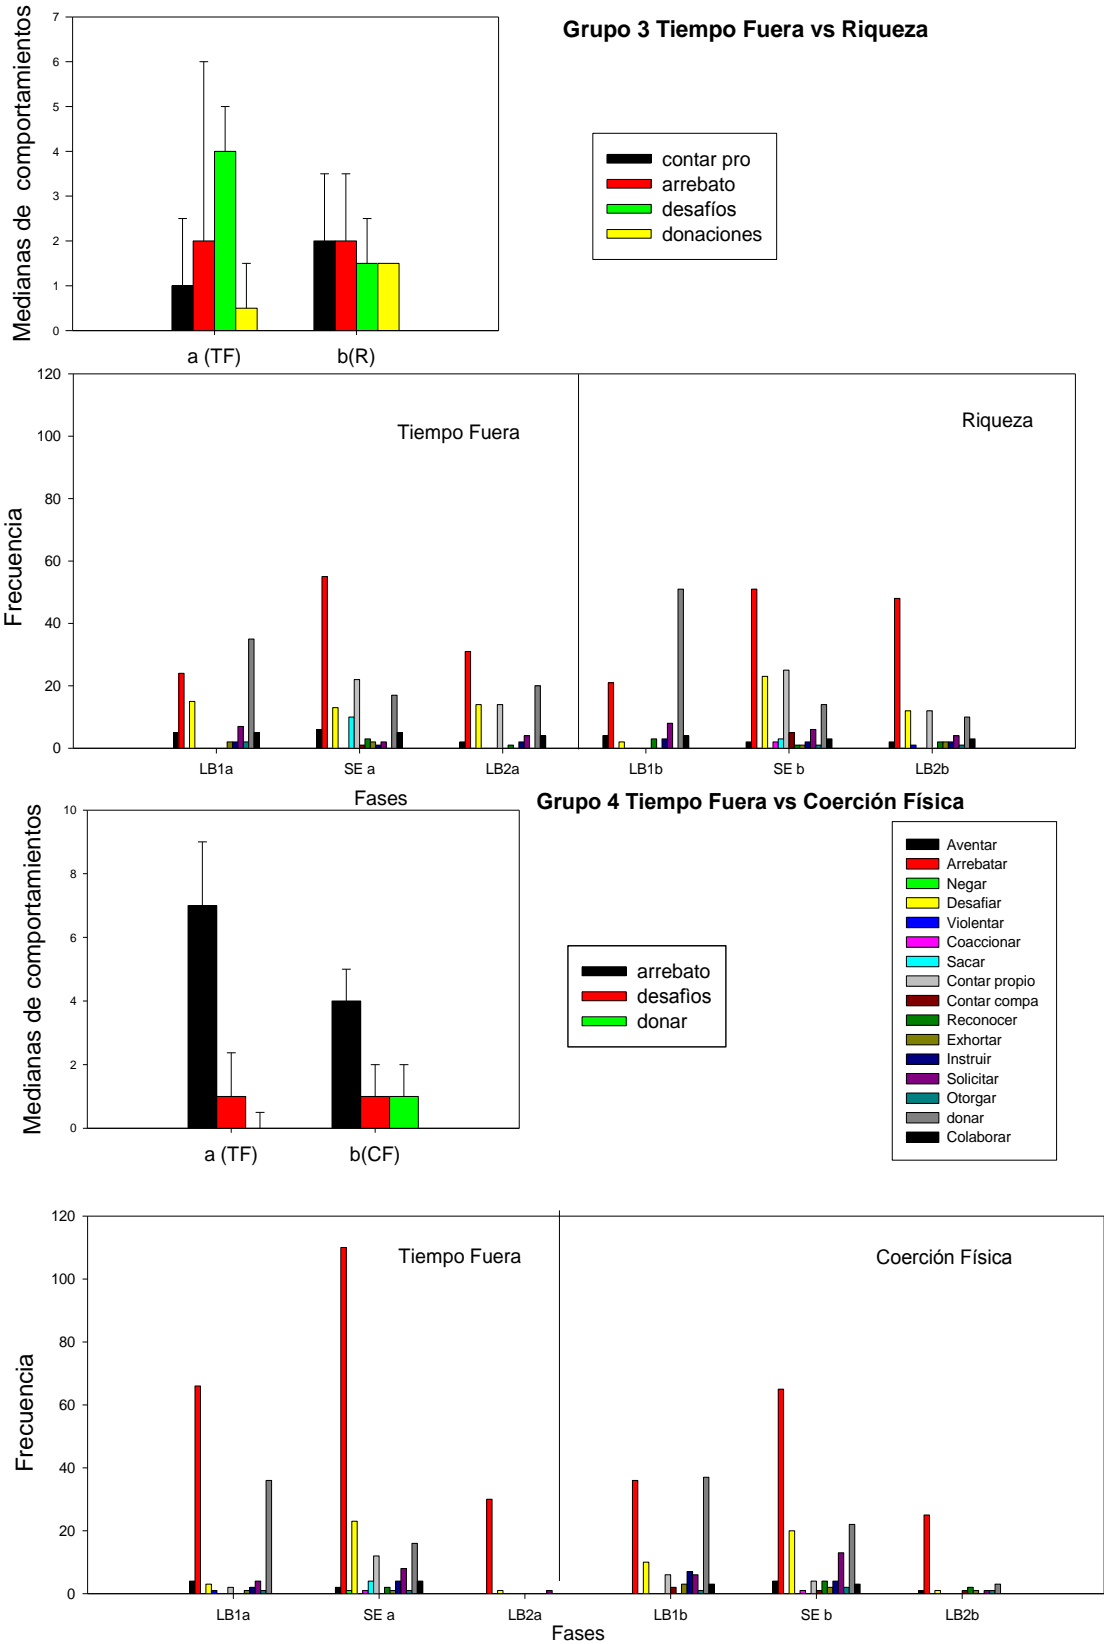 Grupo 3 Tiempo Fuera vs Riqueza
Medianas de comportamientos
7
6
5
4
3
2
1
0
a (TF) b(R)
contar pro
arrebato
desafíos
donaciones
Frecuencia
120
100
80
60
40
20
0
Tiempo Fuera
Riqueza
LB1a SE a LB2a LB1b SE b LB2b
Fases
Grupo 4 Tiempo Fuera vs Coerción Física
Medianas de comportamientos
10
8
6
4
2
0
a (TF) b(CF)
arrebato
desafìos
donar
Aventar
Arrebatar
Negar
Desafiar
Violentar
Coaccionar
Sacar
Contar propio
Contar compa
Reconocer
Exhortar
Instruir
Solicitar
Otorgar
donar
Colaborar
Frecuencia
120
100
80
60
40
20
0
Tiempo Fuera
Coerción Física
LB1a SE a LB2a LB1b SE b LB2b
Fases